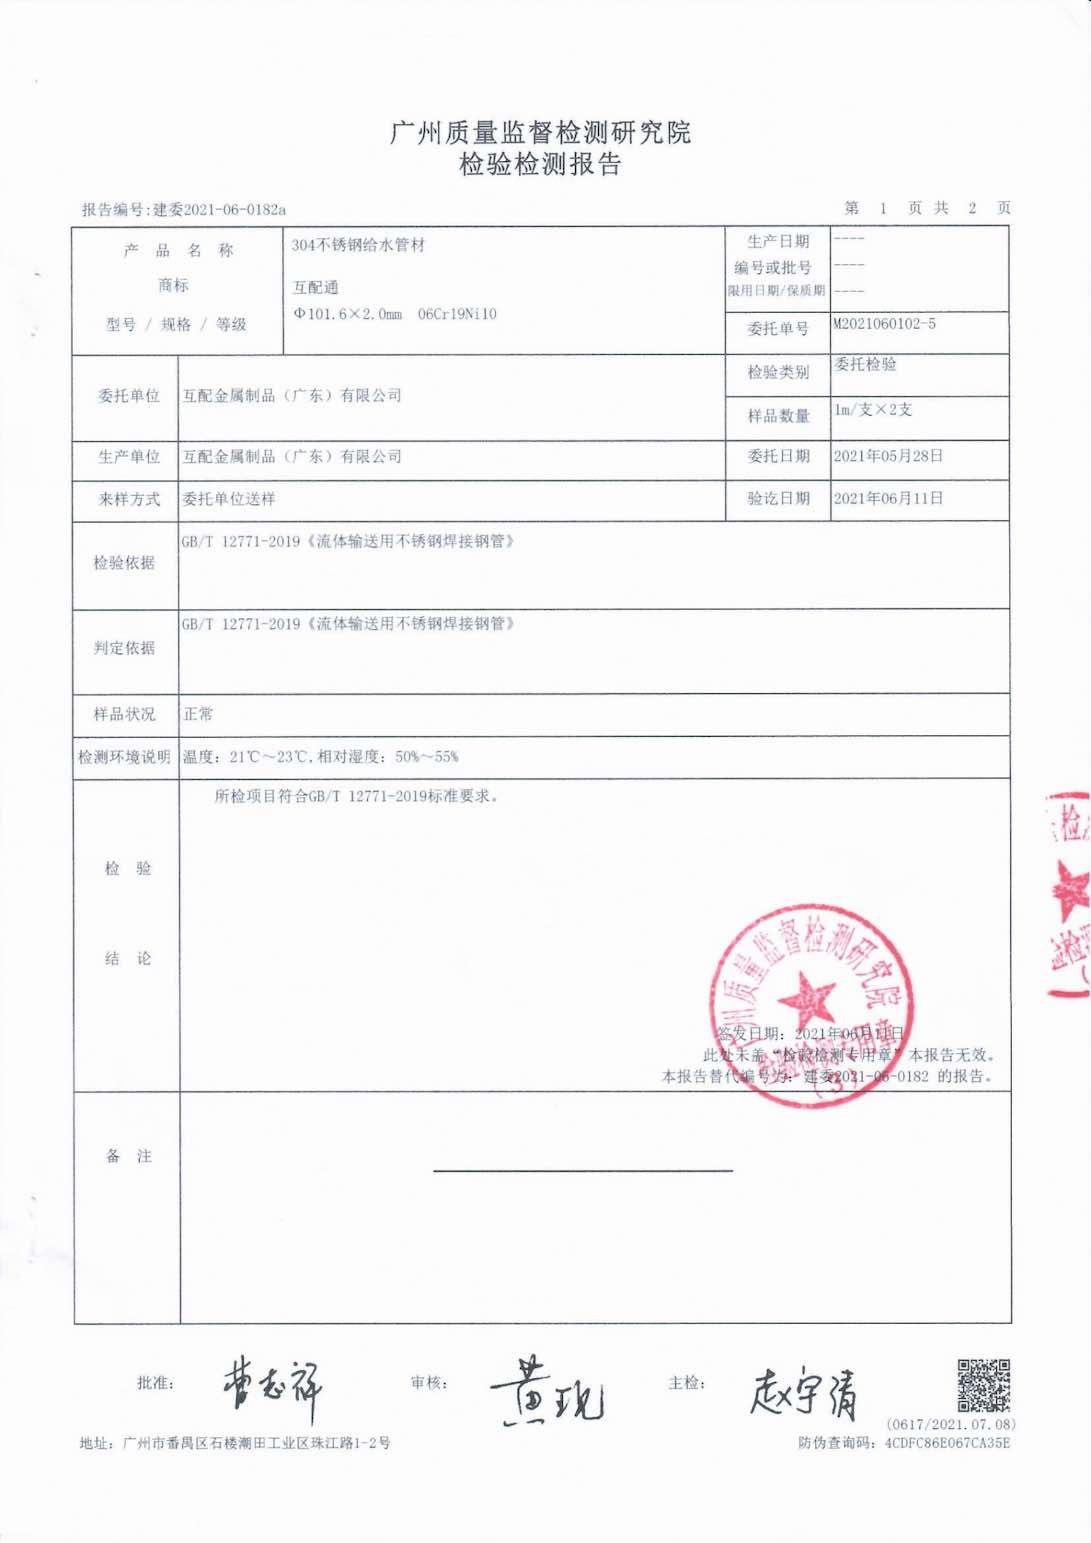 广州质量监督检测研究院
检验检测报告
报告编号:建委2021-06-0182a
第 1 页 共 2 页
产 品 名 称
304不锈钢给水管材
生产日期
----
商标
互配通
编号或批号
----
限用日期/保质期
----
型号 / 规格 / 等级
Φ101.6×2.0mm 06Cr19Ni10
委托单号
M2021060102-5
委托单位
互配金属制品（广东）有限公司
检验类别
委托检验
样品数量
1m/支×2支
生产单位
互配金属制品（广东）有限公司
委托日期
2021年05月28日
来样方式
委托单位送样
验讫日期
2021年06月11日
检验依据
GB/T 12771-2019《流体输送用不锈钢焊接钢管》
判定依据
GB/T 12771-2019《流体输送用不锈钢焊接钢管》
样品状况
正常
检测环境说明
温度: 21℃～23℃,相对湿度: 50%～55%
检 验
结 论
所检项目符合GB/T 12771-2019标准要求。
广州质量监督检测研究院
检验检测专用章
(3)
签发日期: 2021年06月11日
此处未盖“检验检测专用章”本报告无效。
本报告替代编号为: 建委2021-06-0182 的报告。
备 注
批准:
曹志祥
审核:
黄现
主检:
赵宇清
(0617/2021.07.08)
地址: 广州市番禺区石楼潮田工业区珠江路1-2号
防伪查询码: 4CDFC86E067CA35E